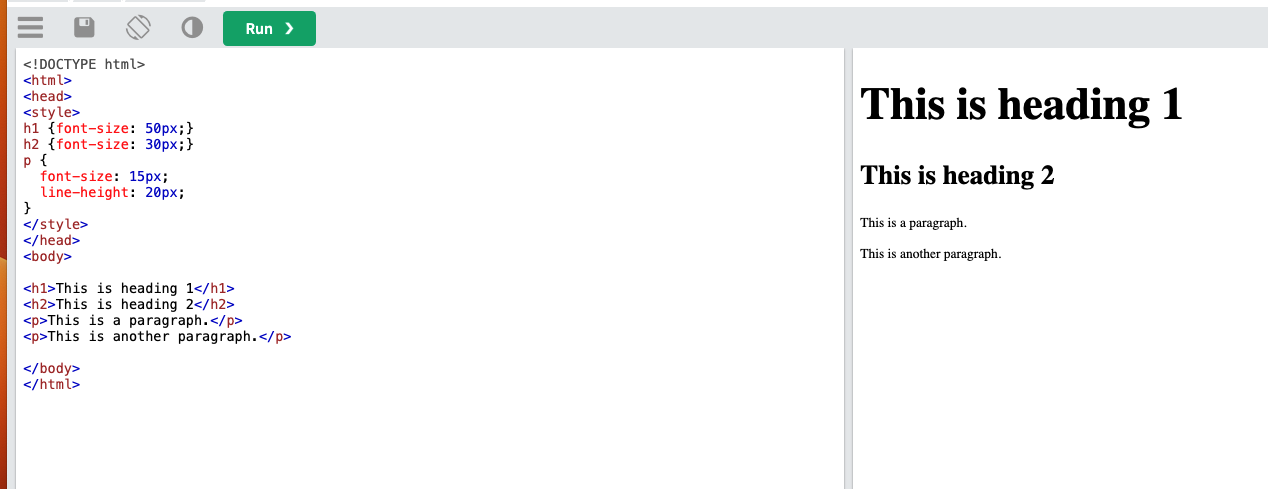 Run ❯
<!DOCTYPE html>
<html>
<head>
<style>
h1 {font-size: 50px;}
h2 {font-size: 30px;}
p {
  font-size: 15px;
  line-height: 20px;
}
</style>
</head>
<body>

<h1>This is heading 1</h1>
<h2>This is heading 2</h2>
<p>This is a paragraph.</p>
<p>This is another paragraph.</p>

</body>
</html>
This is heading 1
This is heading 2
This is a paragraph.
This is another paragraph.